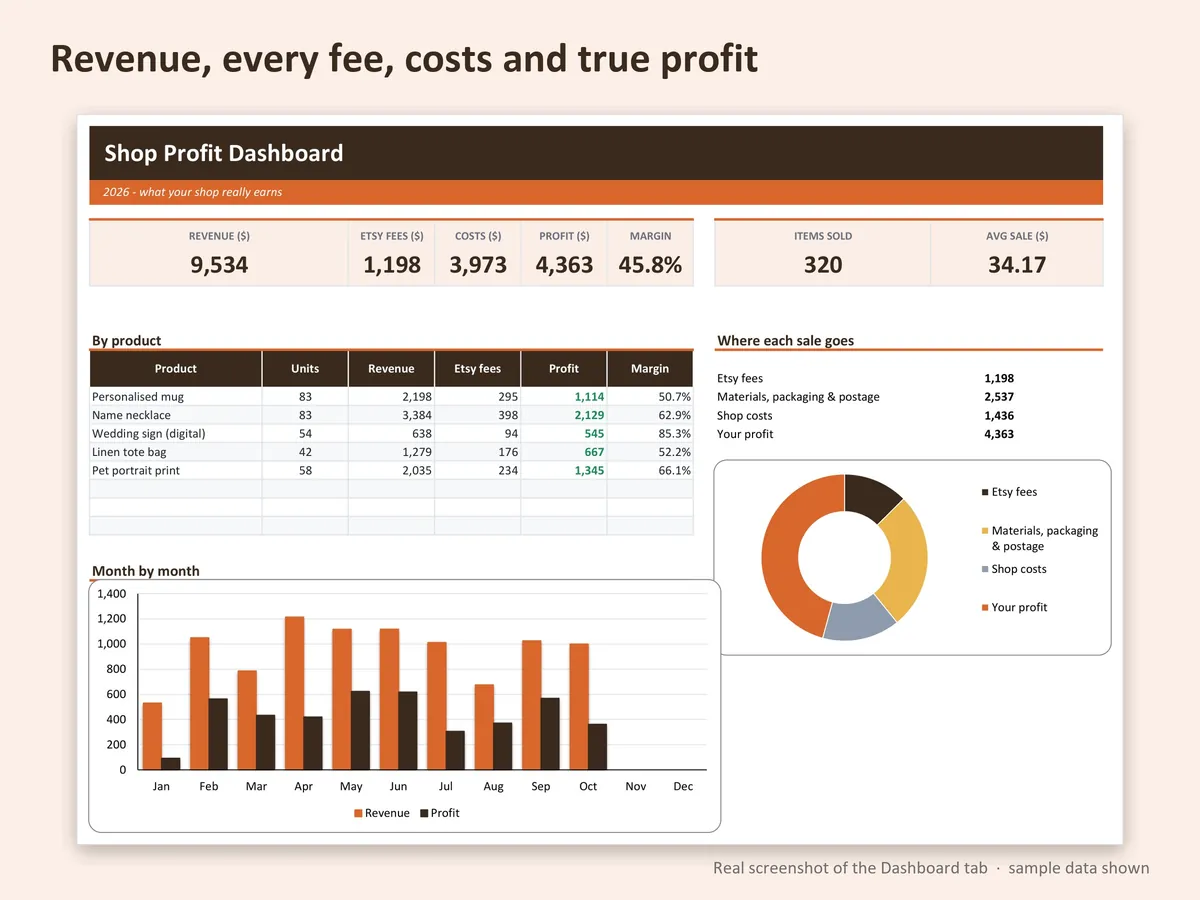 Revenue, every fee, costs and true profit
Shop Profit Dashboard
2026 - what your shop really earns
REVENUE ($) ETSY FEES ($) COSTS ($) PROFIT ($) MARGIN
9,534 1,198 3,973 4,363 45.8%
ITEMS SOLD AVG SALE ($)
320 34.17
By product
Product Units Revenue Etsy fees Profit Margin
Personalised mug 83 2,198 295 1,114 50.7%
Name necklace 83 3,384 398 2,129 62.9%
Wedding sign (digital) 54 638 94 545 85.3%
Linen tote bag 42 1,279 176 667 52.2%
Pet portrait print 58 2,035 234 1,345 66.1%
Where each sale goes
Etsy fees 1,198
Materials, packaging & postage 2,537
Shop costs 1,436
Your profit 4,363
Etsy fees
Materials, packaging
& postage
Shop costs
Your profit
Month by month
1,400
1,200
1,000
800
600
400
200
0
Jan Feb Mar Apr May Jun Jul Aug Sep Oct Nov Dec
Revenue Profit
Real screenshot of the Dashboard tab · sample data shown